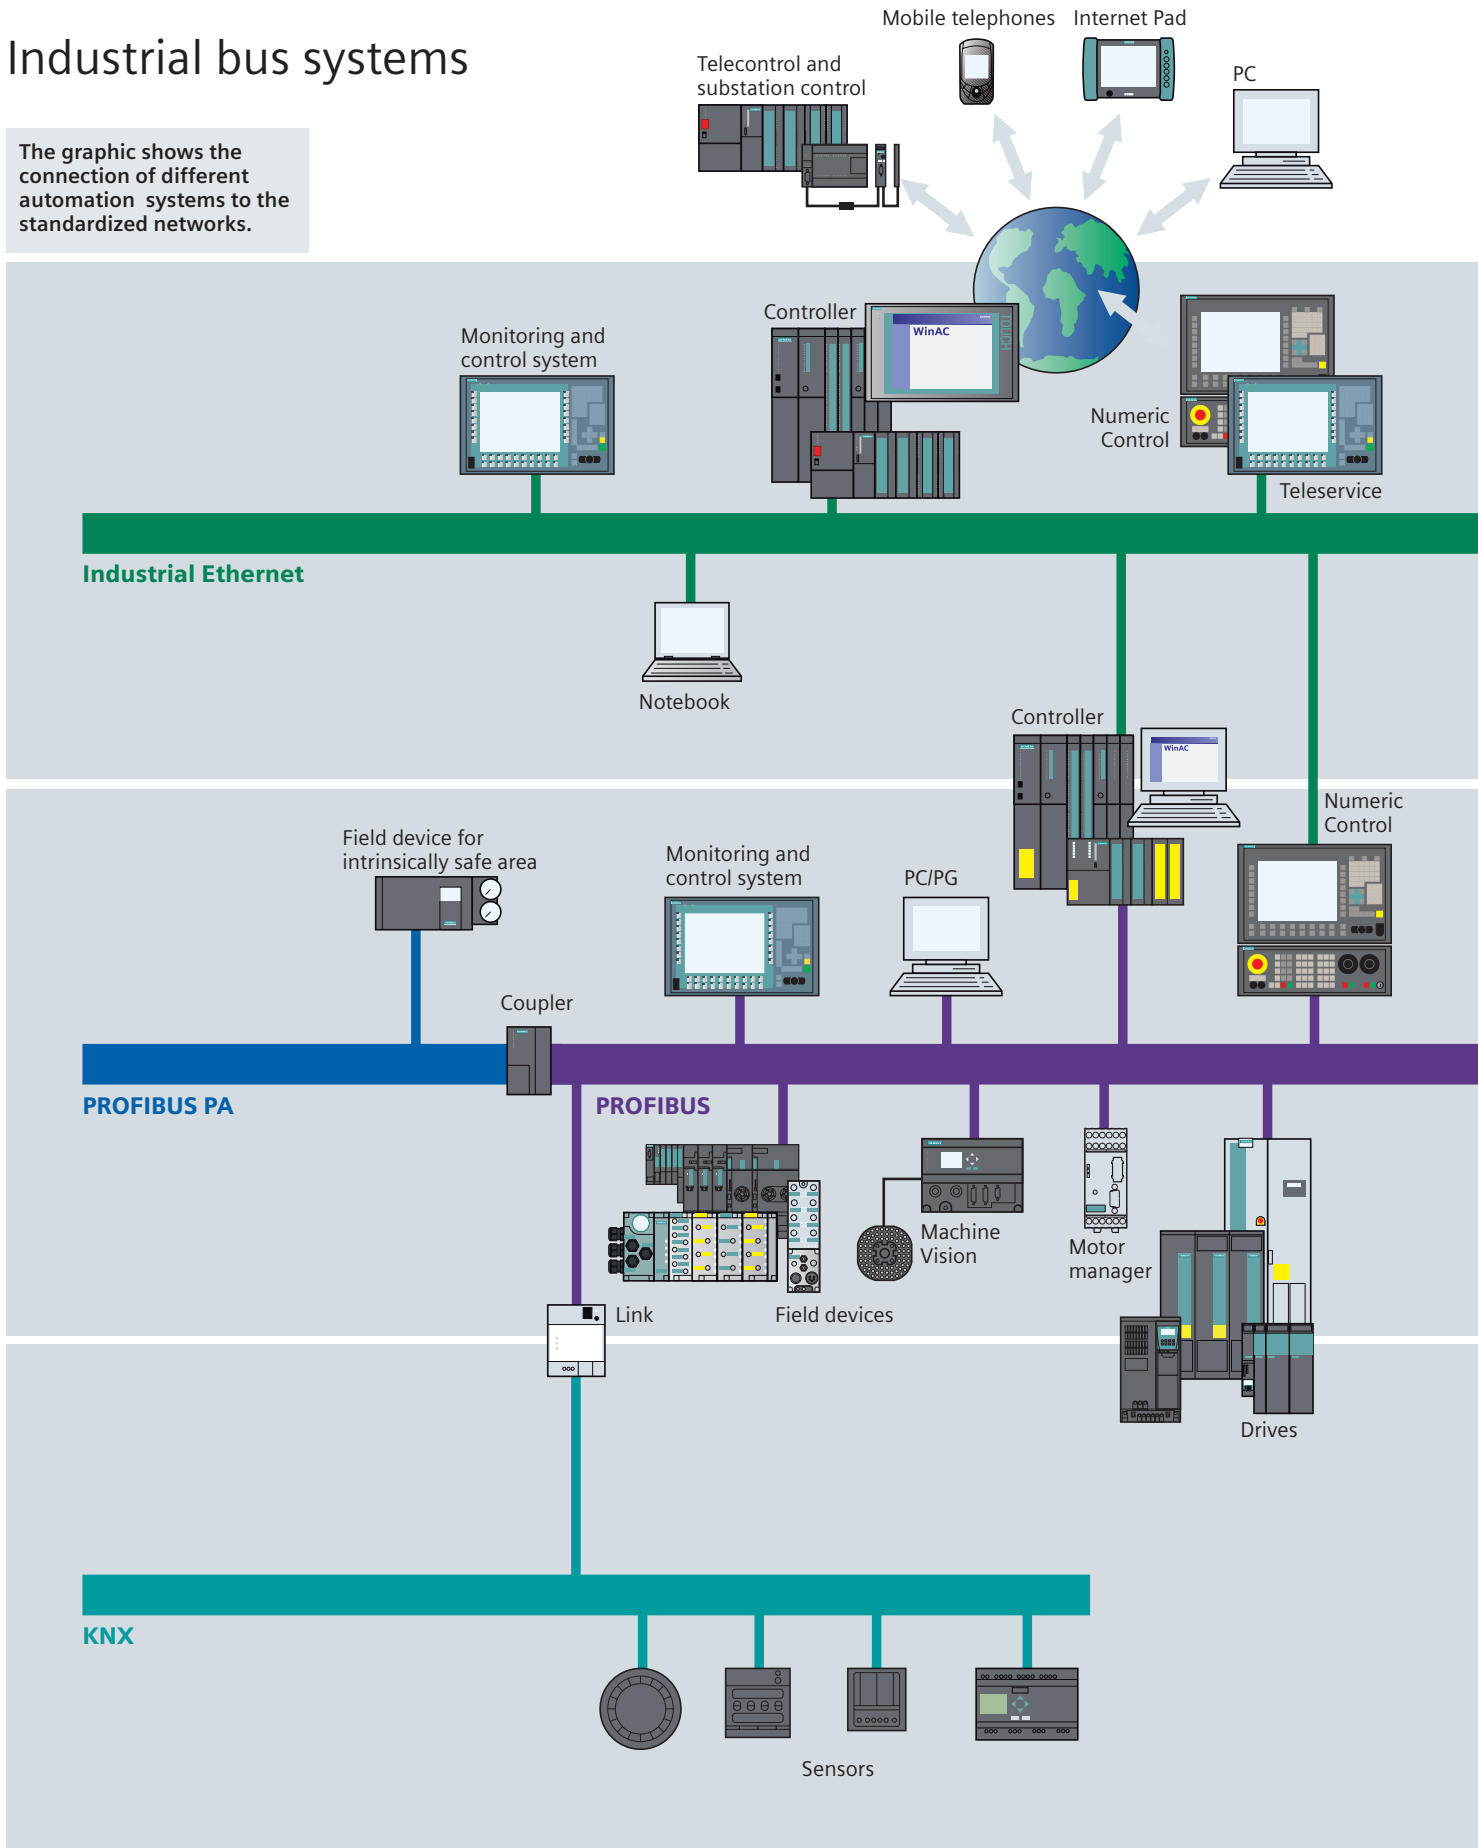 Industrial bus systems
The graphic shows the
connection of different
automation systems to the
standardized networks.
Telecontrol and
substation control
Mobile telephones
Internet Pad
PC
Monitoring and
control system
Controller
WinAC
TOUCH
Numeric
Control
Teleservice
Industrial Ethernet
Notebook
Controller
WinAC
Numeric
Control
Field device for
intrinsically safe area
Monitoring and
control system
PC/PG
Coupler
PROFIBUS PA
PROFIBUS
Machine
Vision
Motor
manager
Link
Field devices
Drives
KNX
Sensors